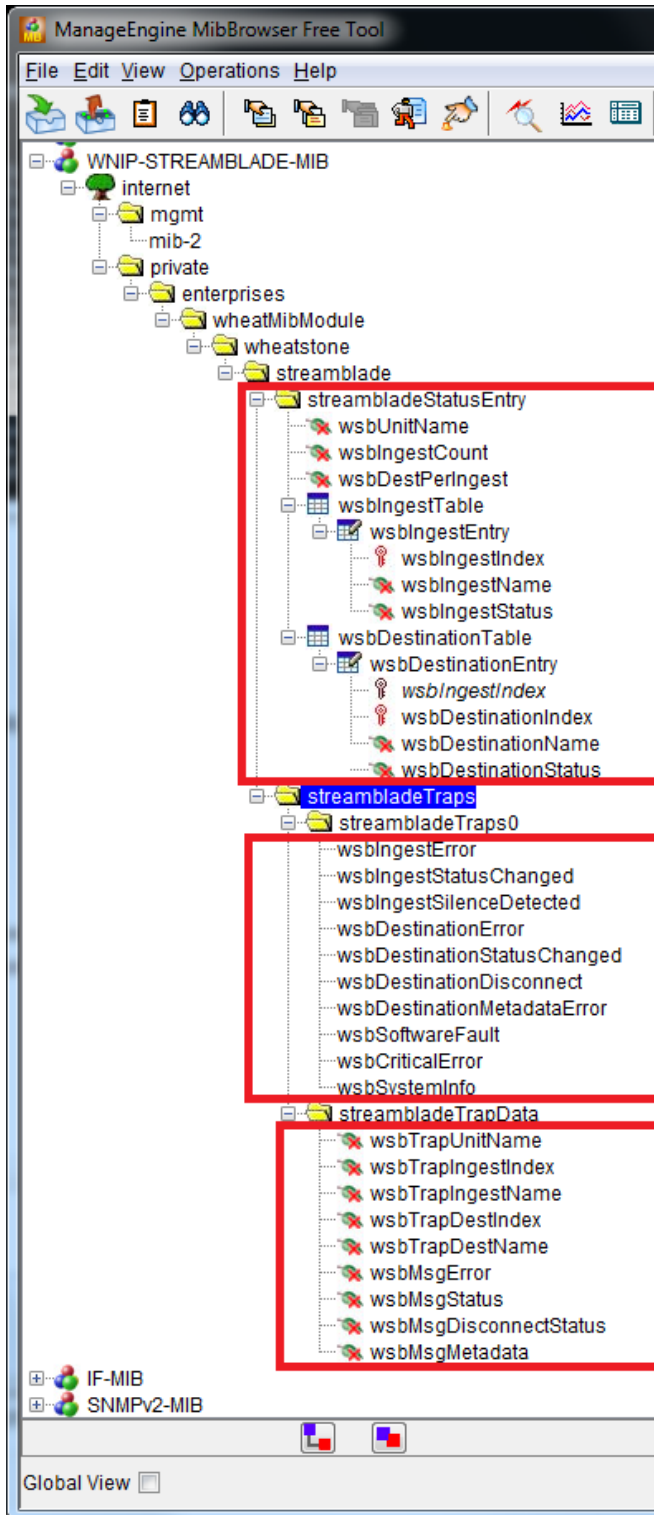 ManageEngine MibBrowser Free Tool
File Edit View Operations Help
WNIP-STREAMBLADE-MIB
internet
mgmt
mib-2
private
enterprises
wheatMibModule
wheatstone
streamblade
streambladeStatusEntry
wsbUnitName
wsbIngestCount
wsbDestPerIngest
wsbIngestTable
wsbIngestEntry
wsbIngestIndex
wsbIngestName
wsbIngestStatus
wsbDestinationTable
wsbDestinationEntry
wsbIngestIndex
wsbDestinationIndex
wsbDestinationName
wsbDestinationStatus
streambladeTraps
streambladeTraps0
wsbIngestError
wsbIngestStatusChanged
wsbIngestSilenceDetected
wsbDestinationError
wsbDestinationStatusChanged
wsbDestinationDisconnect
wsbDestinationMetadataError
wsbSoftwareFault
wsbCriticalError
wsbSystemInfo
streambladeTrapData
wsbTrapUnitName
wsbTrapIngestIndex
wsbTrapIngestName
wsbTrapDestIndex
wsbTrapDestName
wsbMsgError
wsbMsgStatus
wsbMsgDisconnectStatus
wsbMsgMetadata
IF-MIB
SNMPv2-MIB
Global View